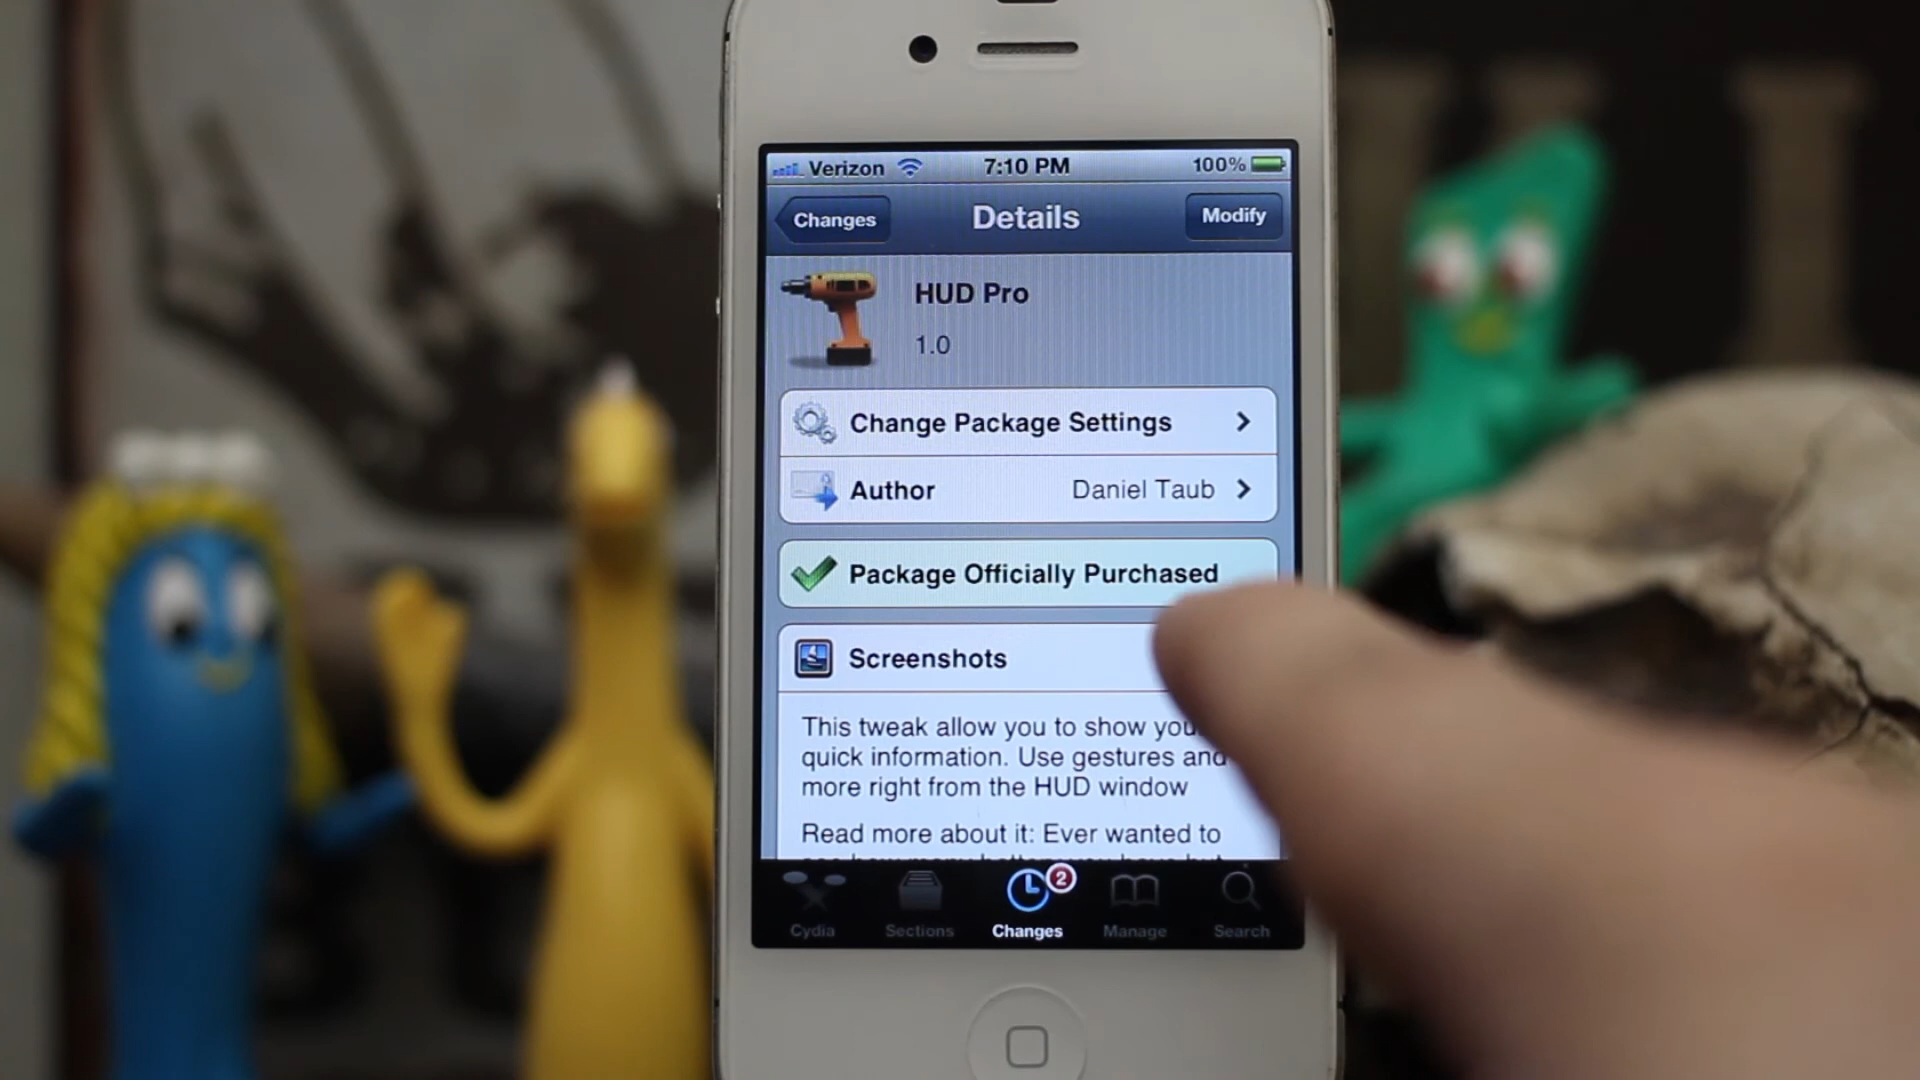 Verizon 7:10 PM 100%
Changes Details Modify
HUD Pro
1.0
Change Package Settings
Author Daniel Taub
Package Officially Purchased
Screenshots
This tweak allow you to show you
quick information. Use gestures and
more right from the HUD window
Read more about it: Ever wanted to
2
Cydia Sections Changes Manage Search